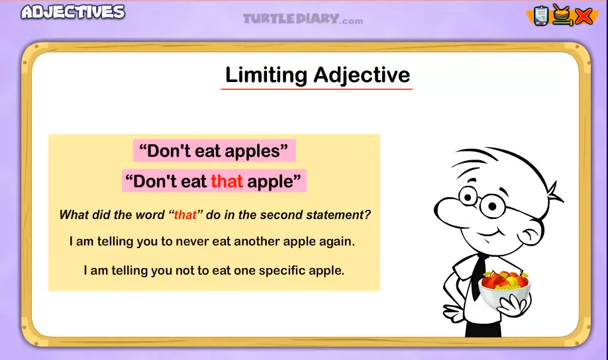 ADJECTIVES
TURTLEDIARY.com
Limiting Adjective
“Don't eat apples”
“Don't eat that apple”
What did the word “that” do in the second statement?
I am telling you to never eat another apple again.
I am telling you not to eat one specific apple.